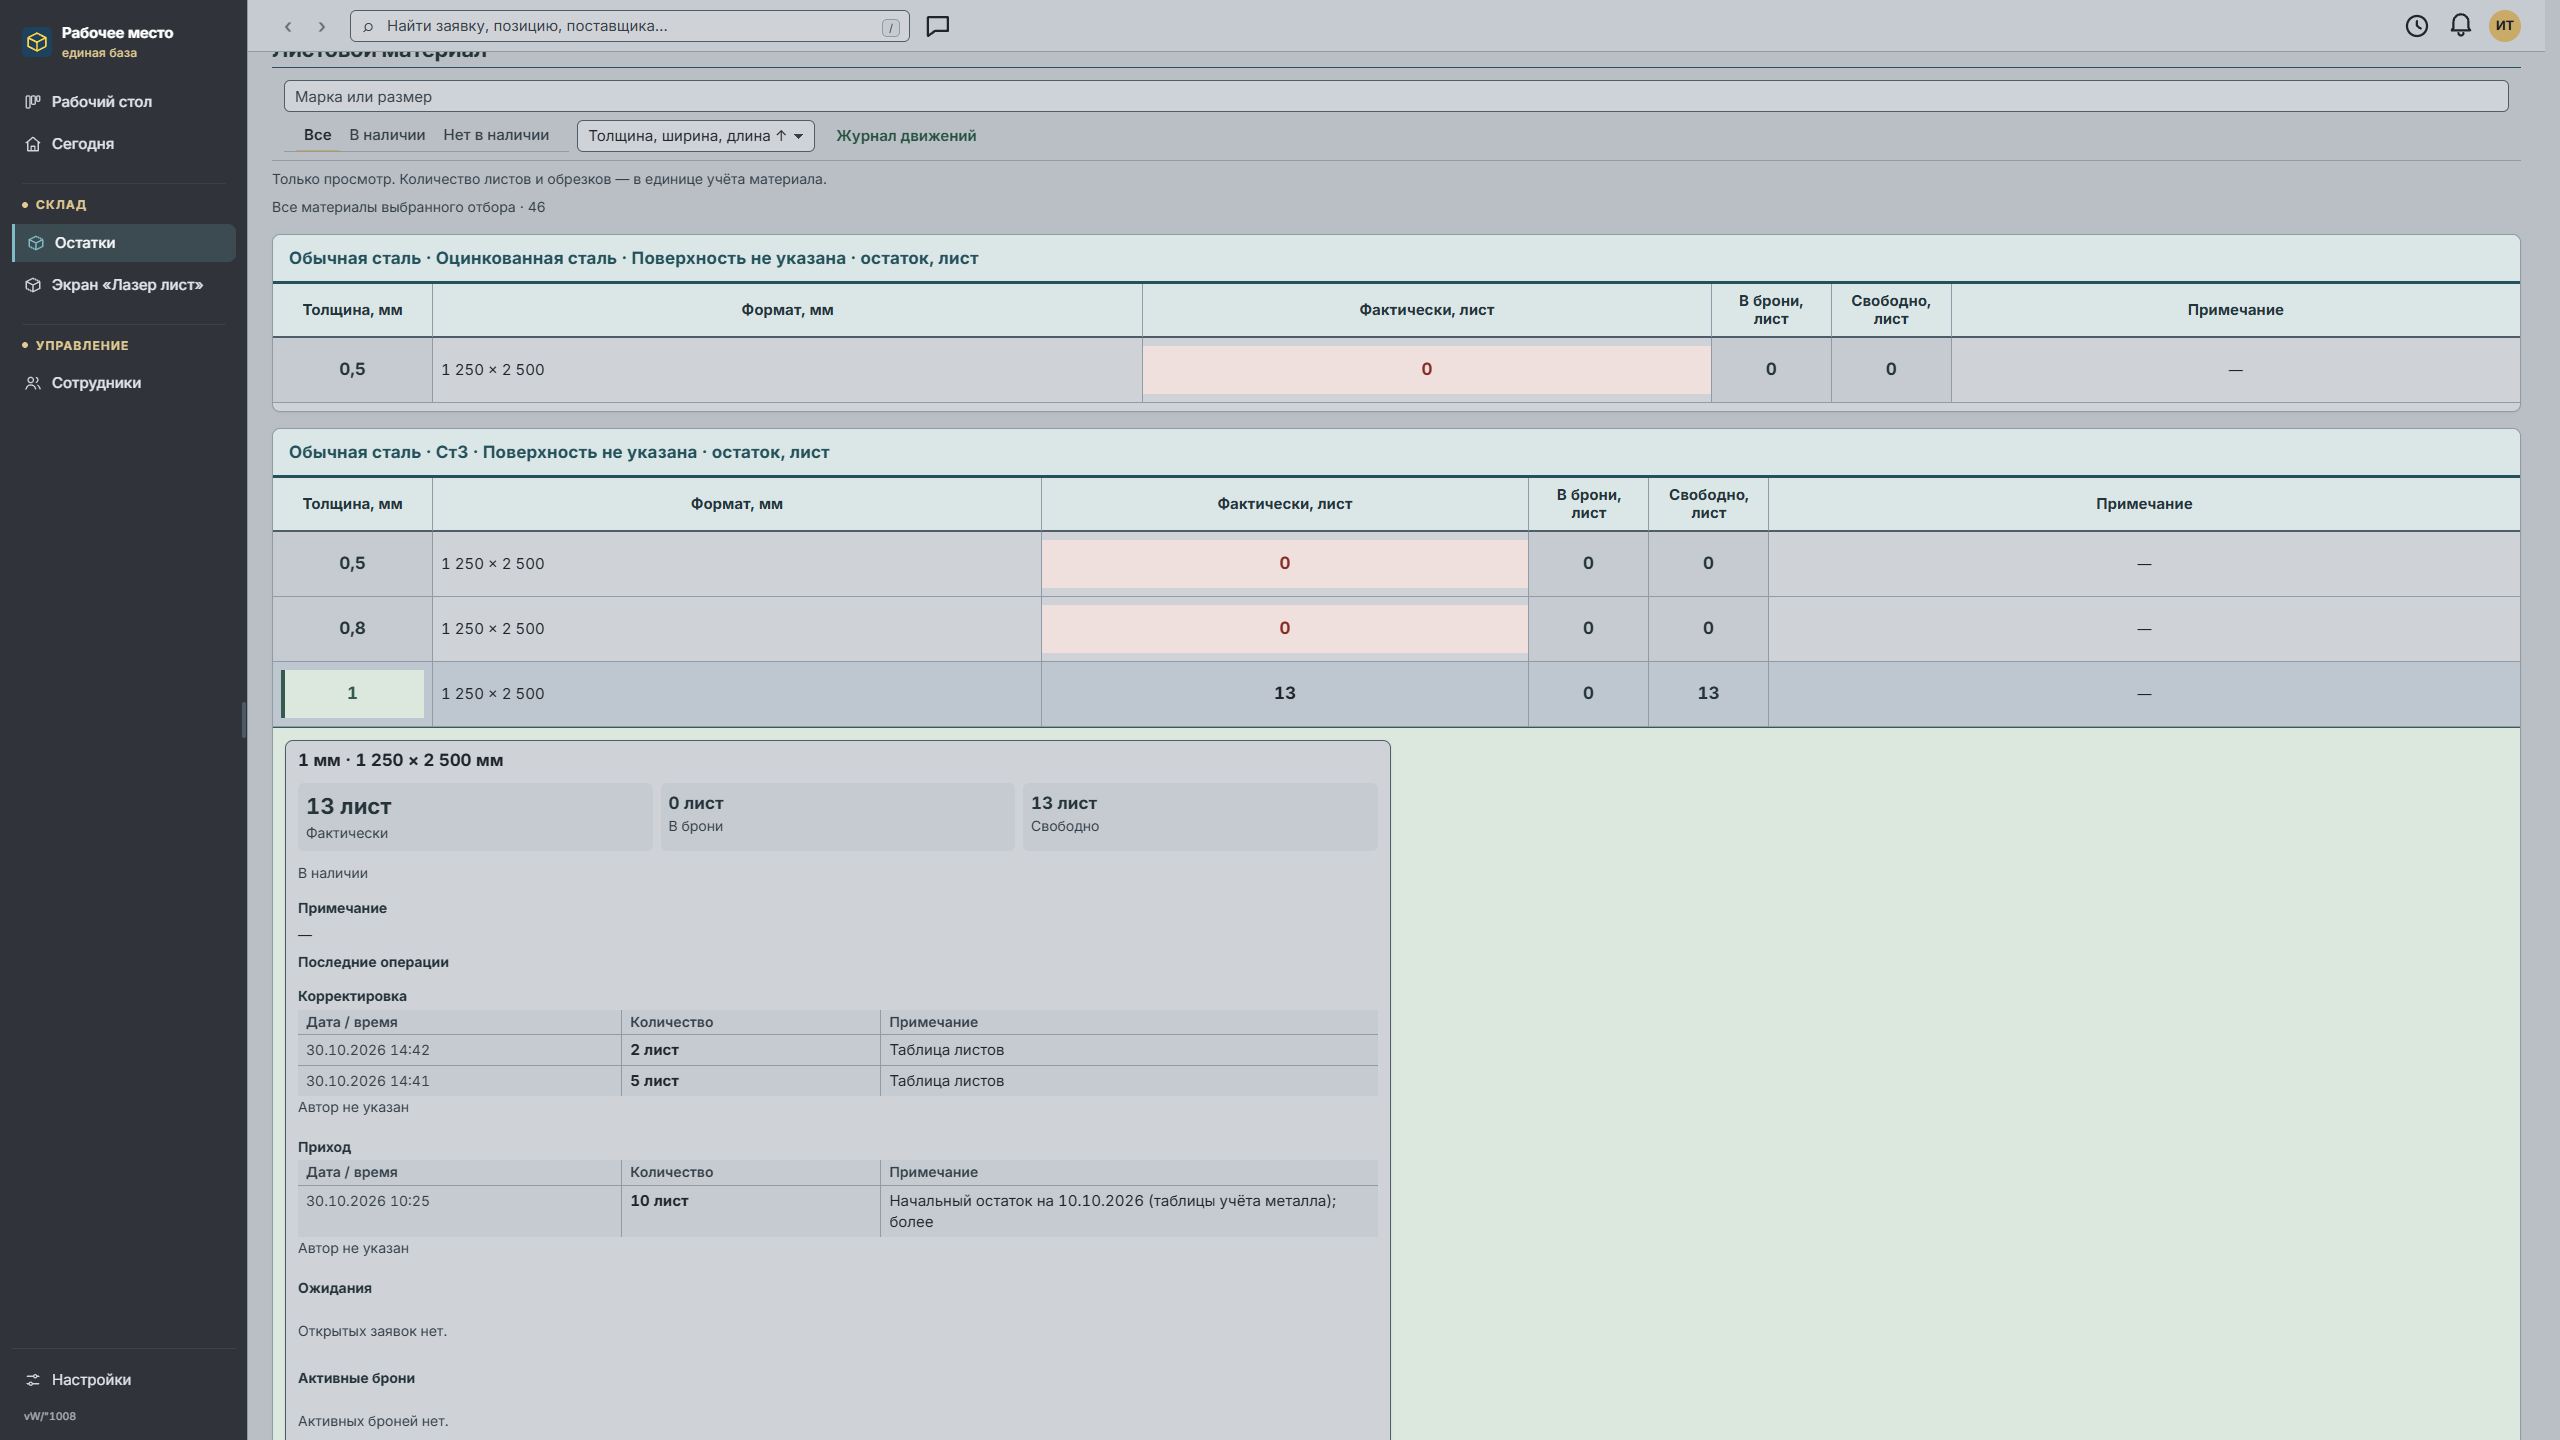 Рабочее место
единая база
Рабочий стол
Сегодня
СКЛАД
Остатки
Экран «Лазер лист»
УПРАВЛЕНИЕ
Сотрудники
Настройки
vW/"1008
Найти заявку, позицию, поставщика...
/
ИТ
Листовой материал
Марка или размер
Все В наличии Нет в наличии Толщина, ширина, длина ↑ Журнал движений
Только просмотр. Количество листов и обрезков — в единице учёта материала.
Все материалы выбранного отбора · 46
Обычная сталь · Оцинкованная сталь · Поверхность не указана · остаток, лист
Толщина, мм Формат, мм Фактически, лист В брони, лист Свободно, лист Примечание
0,5 1 250 × 2 500 0 0 0 —
Обычная сталь · Ст3 · Поверхность не указана · остаток, лист
Толщина, мм Формат, мм Фактически, лист В брони, лист Свободно, лист Примечание
0,5 1 250 × 2 500 0 0 0 —
0,8 1 250 × 2 500 0 0 0 —
1 1 250 × 2 500 13 0 13 —
1 мм · 1 250 × 2 500 мм
13 лист 0 лист 13 лист
Фактически В брони Свободно
В наличии
Примечание
—
Последние операции
Корректировка
Дата / время Количество Примечание
30.10.2026 14:42 2 лист Таблица листов
30.10.2026 14:41 5 лист Таблица листов
Автор не указан
Приход
Дата / время Количество Примечание
30.10.2026 10:25 10 лист Начальный остаток на 10.10.2026 (таблицы учёта металла);
более
Автор не указан
Ожидания
Открытых заявок нет.
Активные брони
Активных броней нет.